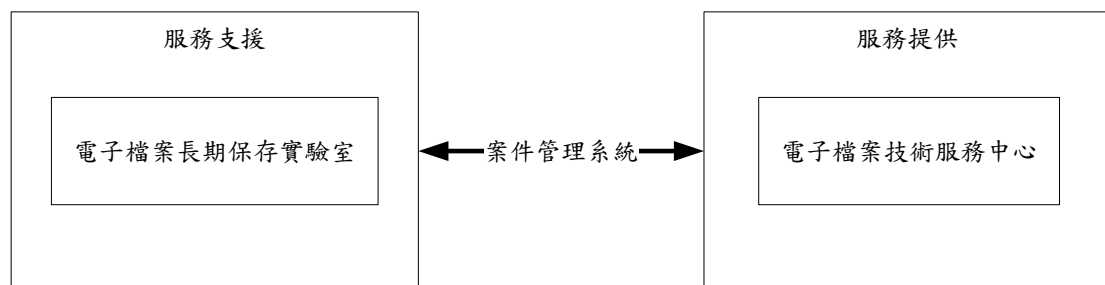 服務支援
電子檔案長期保存實驗室
案件管理系統
服務提供
電子檔案技術服務中心